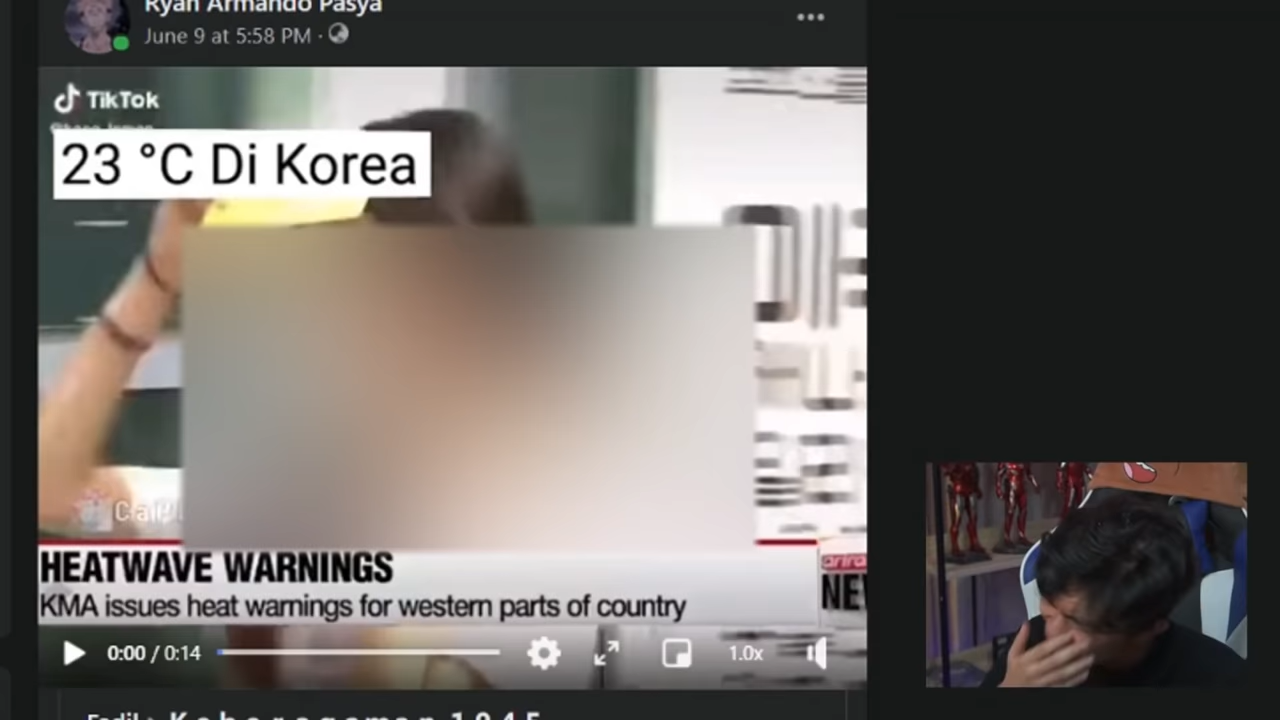 Ryan Armando Pasya
June 9 at 5:58 PM ·
TikTok
23 °C Di Korea
HEATWAVE WARNINGS
KMA issues heat warnings for western parts of country
0:00 / 0:14
1.0x